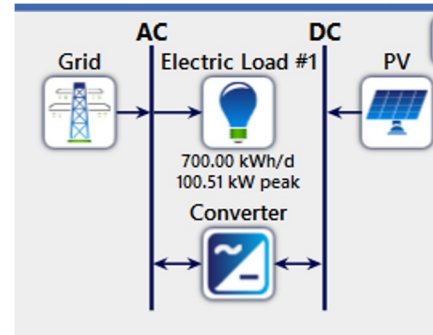 AC
DC
Grid
Electric Load #1
PV
700.00 kWh/d
100.51 kW peak
Converter